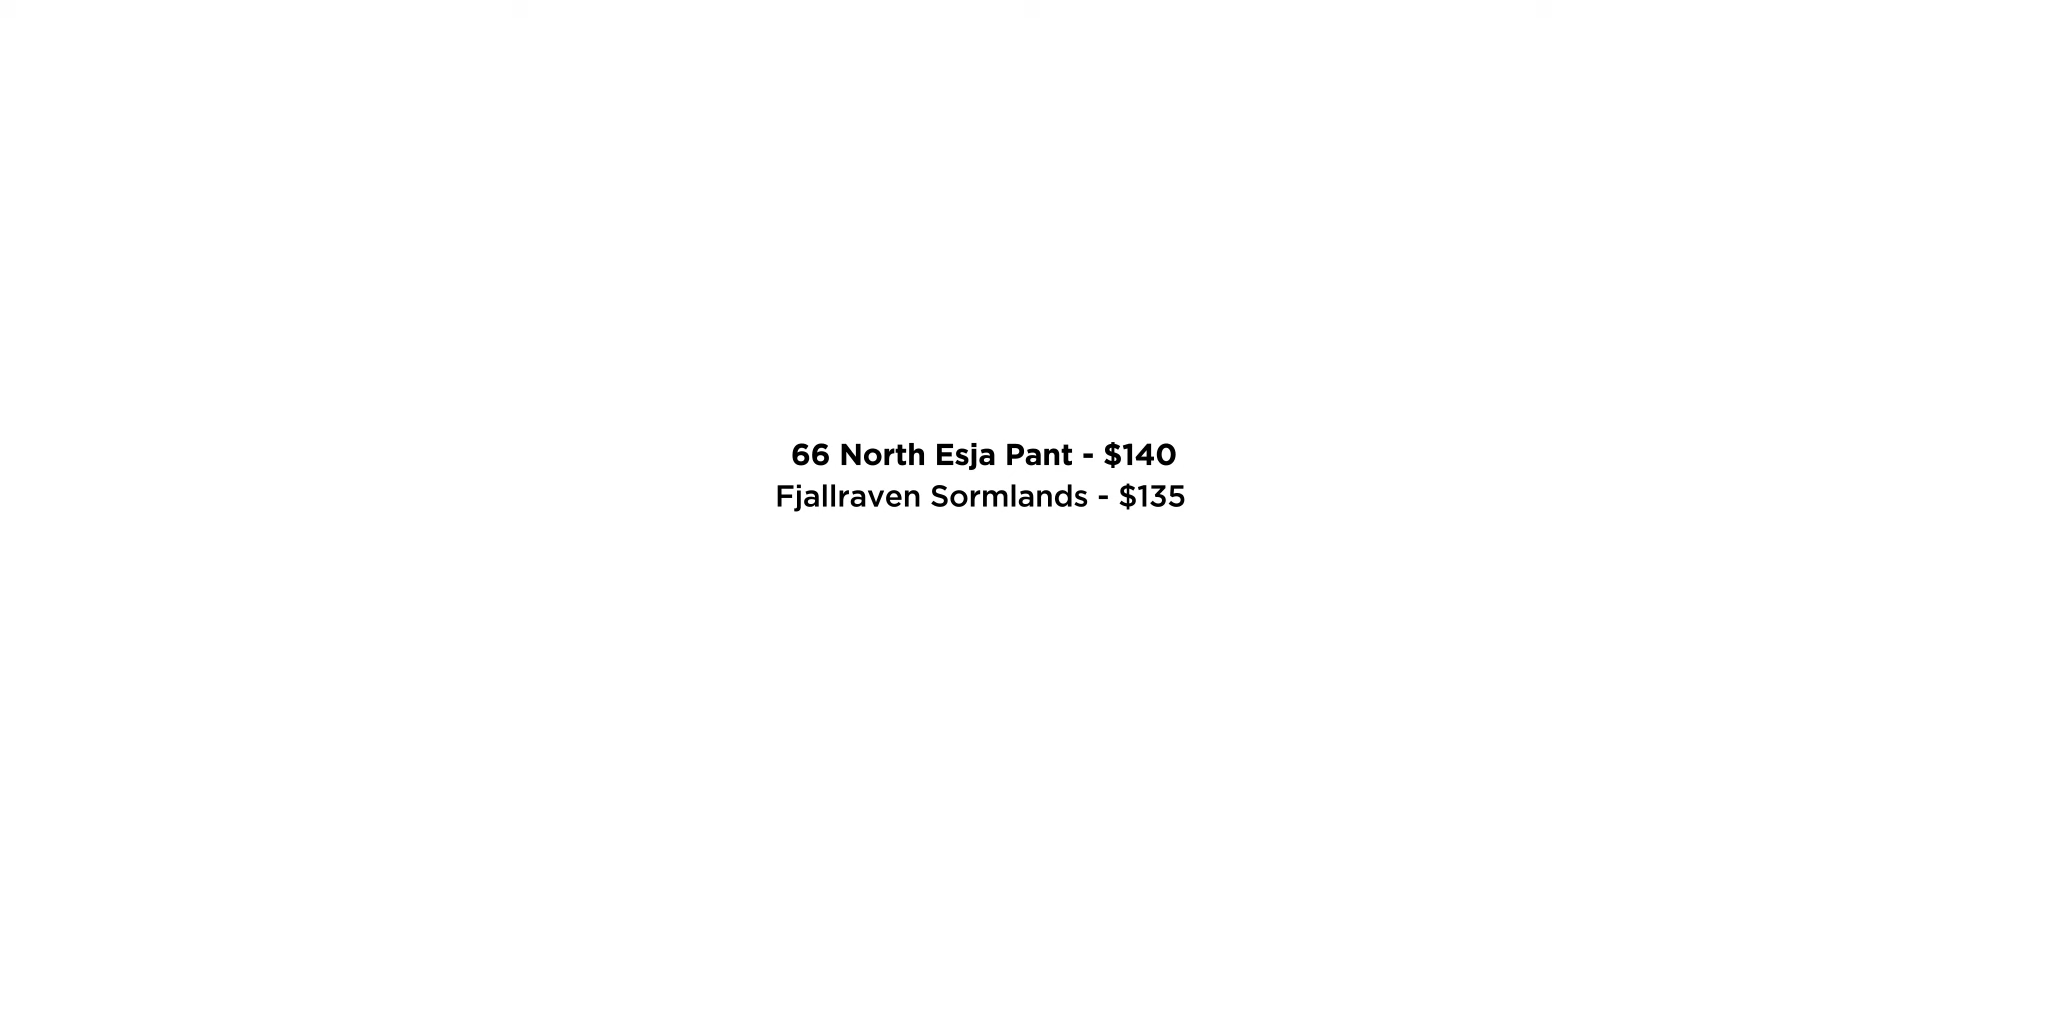 66 North Esja Pant - $140
Fjallraven Sormlands - $135